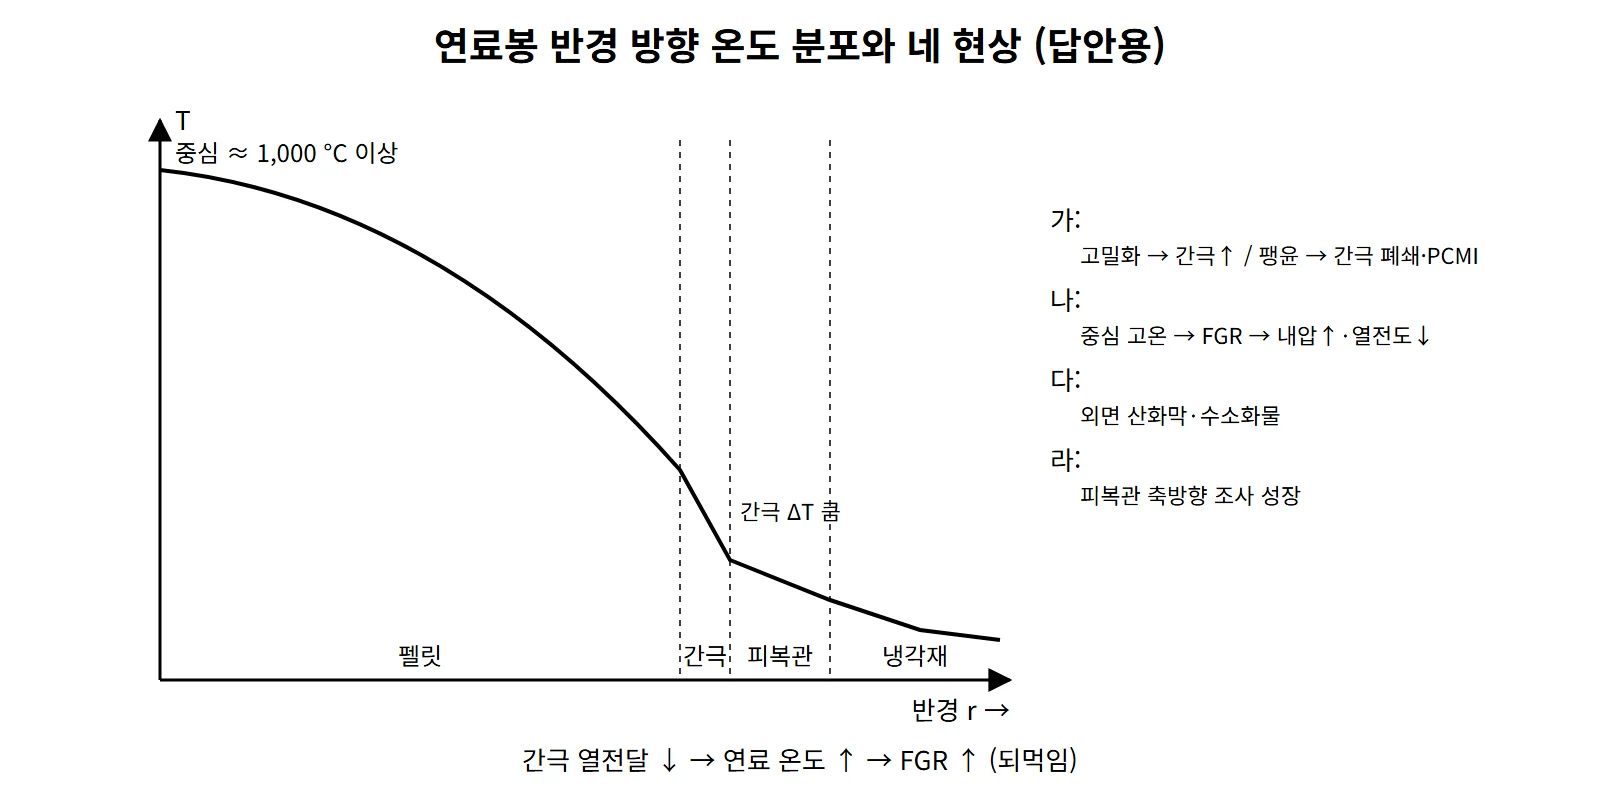 연료봉 반경 방향 온도 분포와 네 현상 (답안용)
T
중심 ≈ 1,000 °C 이상
가:
고밀화 → 간극↑ / 팽윤 → 간극 폐쇄·PCMI
나:
중심 고온 → FGR → 내압↑·열전도↓
다:
외면 산화막·수소화물
라:
피복관 축방향 조사 성장
간극 ΔT 큼
펠릿
간극
피복관
냉각재
반경 r →
간극 열전달 ↓ → 연료 온도 ↑ → FGR ↑ (되먹임)